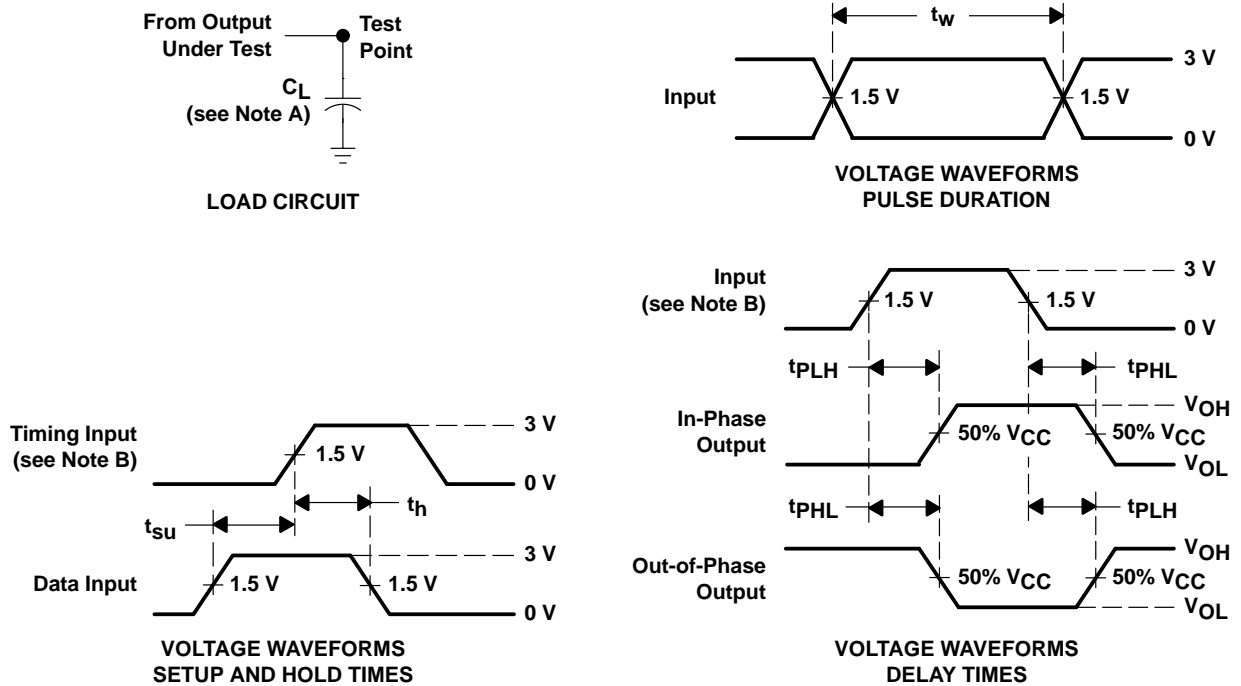 From Output
Under Test
Test
Point
CL
(see Note A)
LOAD CIRCUIT
tw
Input
3 V
1.5 V
1.5 V
0 V
VOLTAGE WAVEFORMS
PULSE DURATION
Timing Input
(see Note B)
3 V
1.5 V
0 V
th
tsu
Data Input
3 V
1.5 V
1.5 V
0 V
VOLTAGE WAVEFORMS
SETUP AND HOLD TIMES
Input
(see Note B)
3 V
1.5 V
1.5 V
0 V
tPLH
tPHL
In-Phase
Output
VOH
50% VCC
50% VCC
VOL
tPHL
tPLH
Out-of-Phase
Output
VOH
50% VCC
50% VCC
VOL
VOLTAGE WAVEFORMS
DELAY TIMES